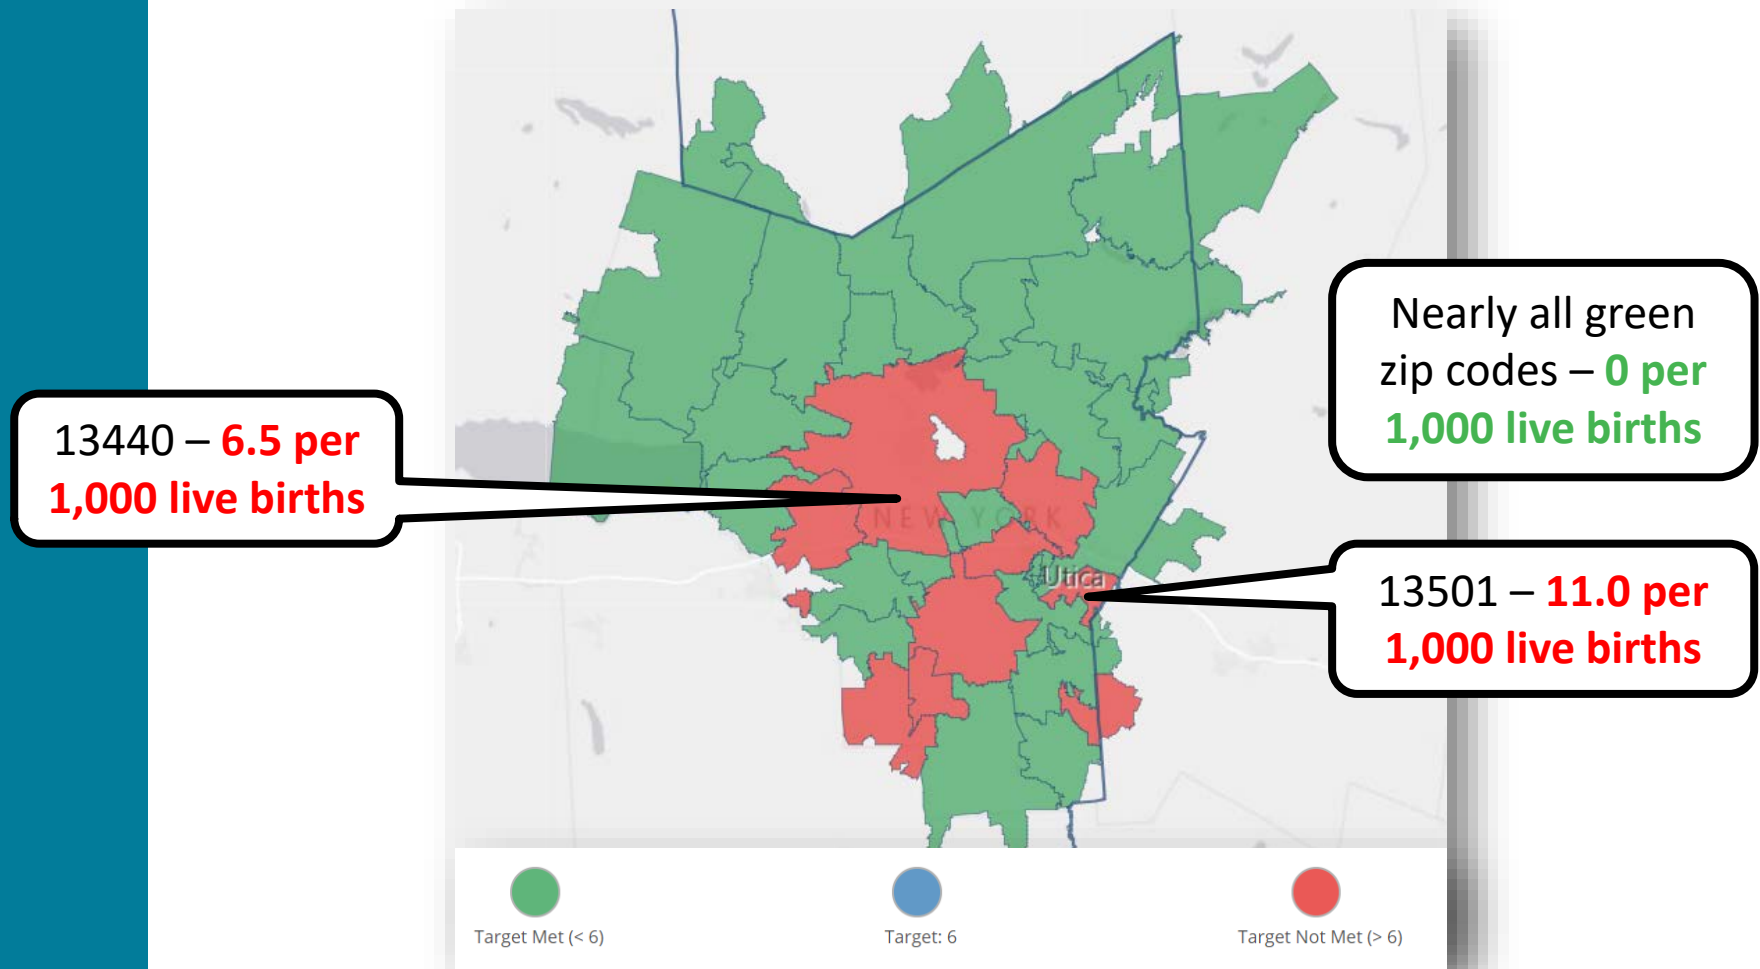 Nearly all green
zip codes – 0 per
1,000 live births
13440 – 6.5 per
1,000 live births
NEW YORK
Utica
13501 – 11.0 per
1,000 live births
Target Met (< 6)
Target: 6
Target Not Met (> 6)